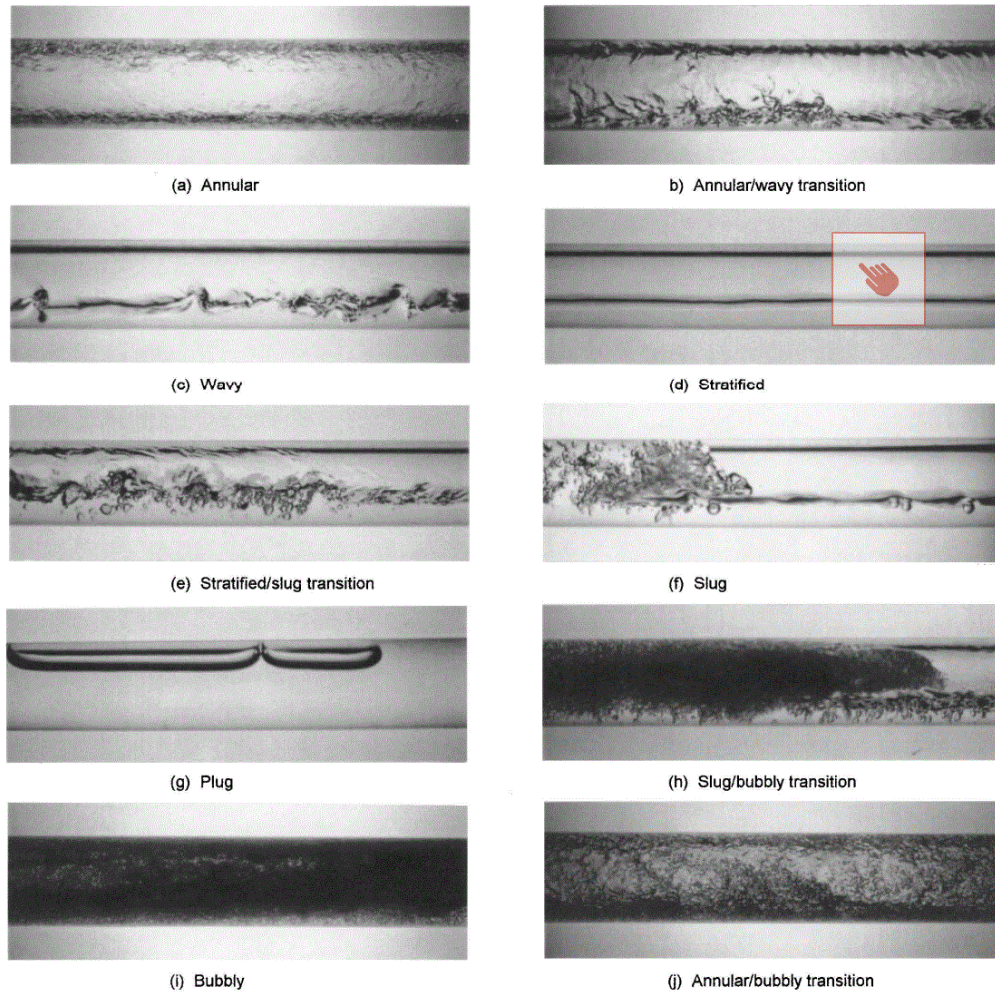 (a) Annular
b) Annular/wavy transition
(c) Wavy
(d) Stratified
(e) Stratified/slug transition
(f) Slug
(g) Plug
(h) Slug/bubbly transition
(i) Bubbly
(j) Annular/bubbly transition